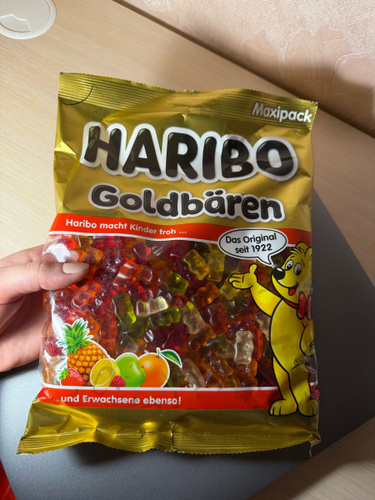 Maxipack
HARIBO
Goldbären
Haribo macht Kinder froh ...
Das Original
seit 1922
...und Erwachsene ebenso!